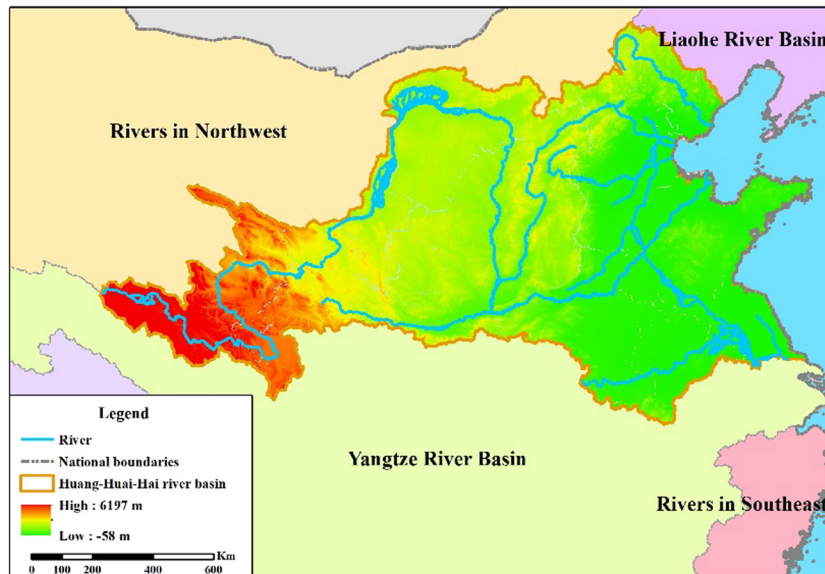 Liaohe River Basin
Rivers in Northwest
Yangtze River Basin
Rivers in Southeast
Legend
River
National boundaries
Huang-Huai-Hai river basin
High : 6197 m
Low : -58 m
Km
0 100 200 400 600